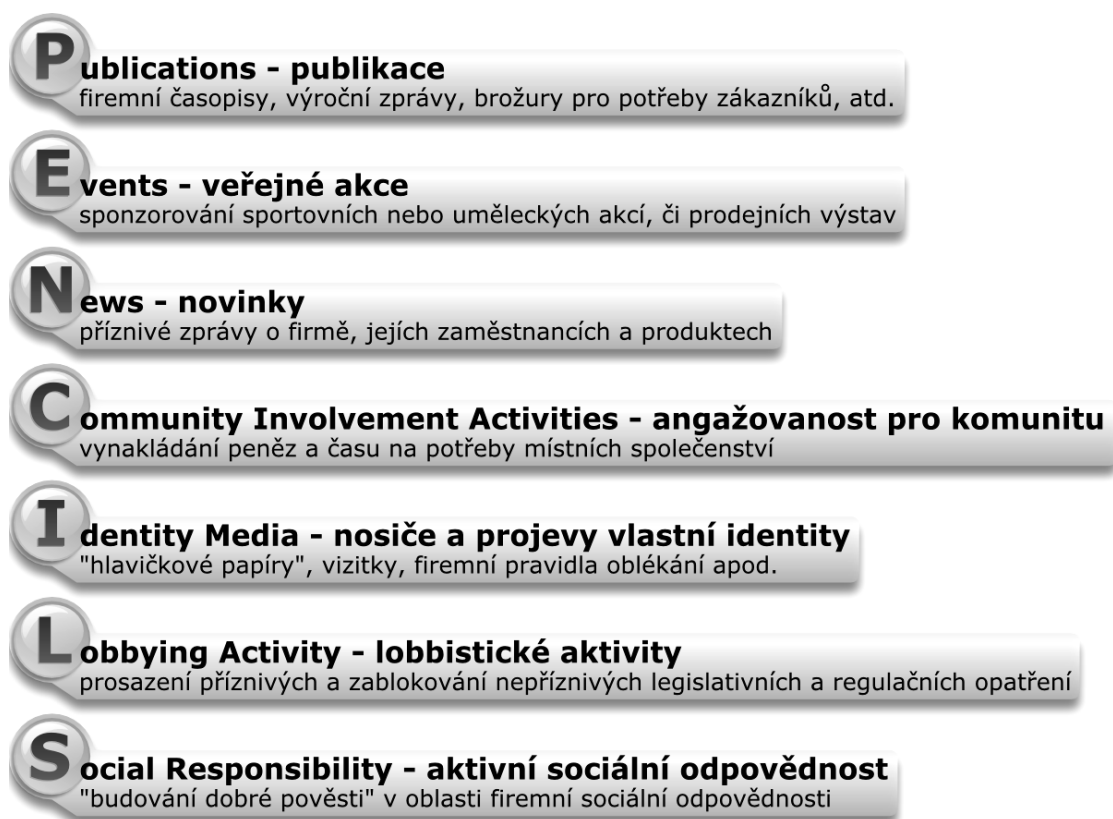 Publications - publikace
firemní časopisy, výroční zprávy, brožury pro potřeby zákazníků, atd.
Events - veřejné akce
sponzorování sportovních nebo uměleckých akcí, či prodejních výstav
News - novinky
příznivé zprávy o firmě, jejích zaměstnancích a produktech
Community Involvement Activities - angažovanost pro komunitu
vynakládání peněz a času na potřeby místních společenství
Identity Media - nosiče a projevy vlastní identity
"hlavičkové papíry", vizitky, firemní pravidla oblékání apod.
Lobbying Activity - lobbistické aktivity
prosazení příznivých a zablokování nepříznivých legislativních a regulačních opatření
Social Responsibility - aktivní sociální odpovědnost
"budování dobré pověsti" v oblasti firemní sociální odpovědnosti